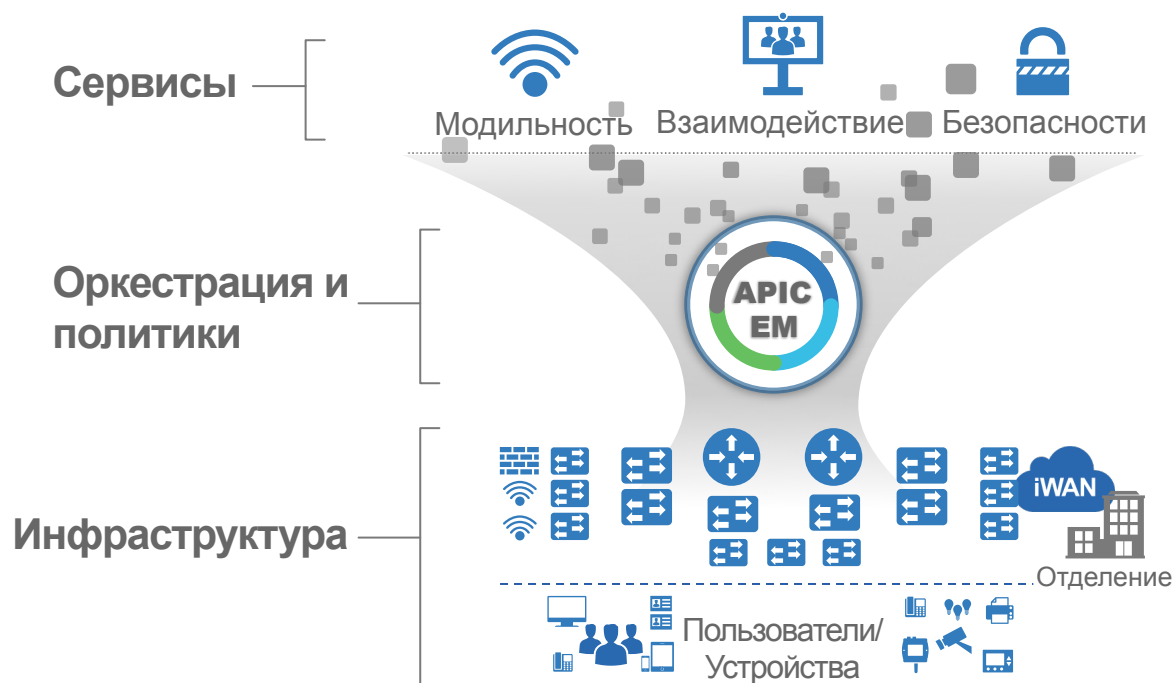 Сервисы
Модильность
Взаимодействие
Безопасности
Оркестрация и
политики
APIC
EM
Инфраструктура
iWAN
Отделение
Пользователи/
Устройства